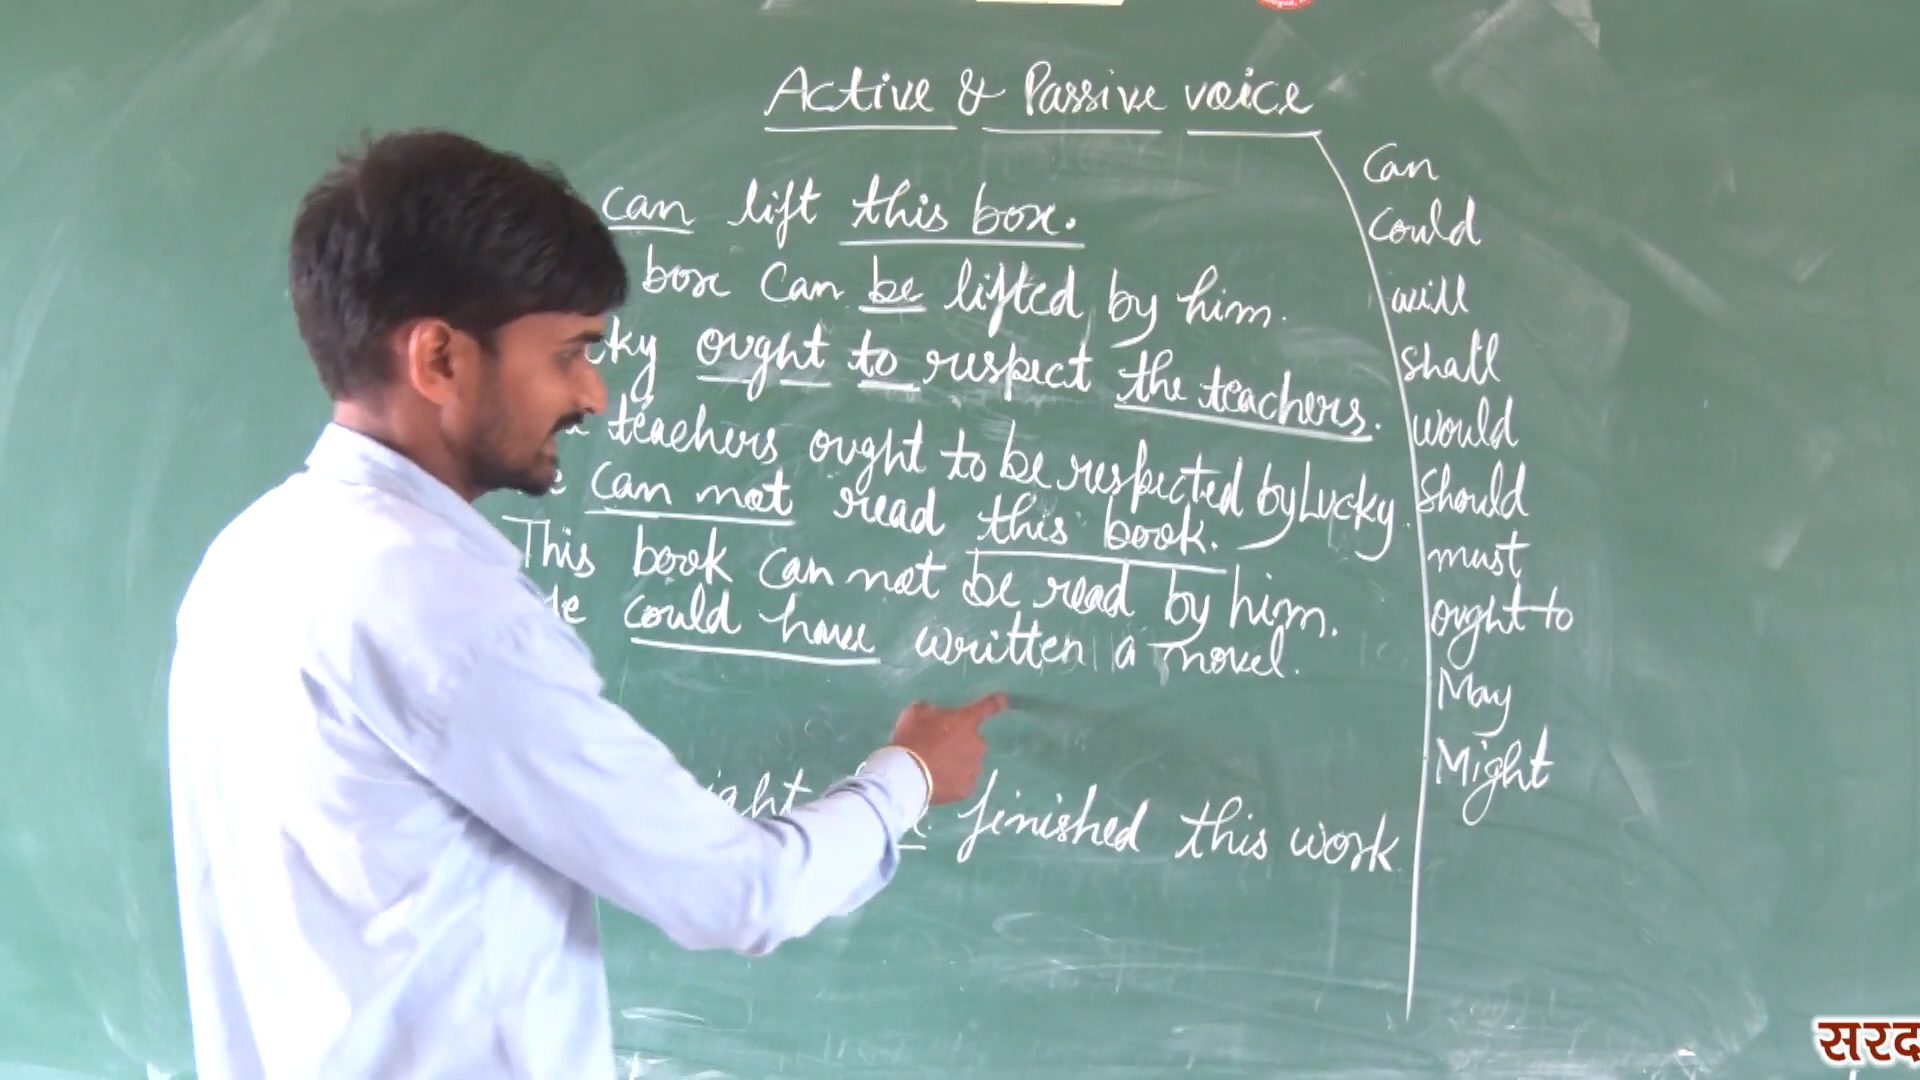 Active & Passive voice
can lift this box.
box can be lifted by him.
ought to respect the teachers.
teachers ought to be respected by Lucky.
can not read this book.
This book can not be read by him.
could have written a novel.
finished this work
Can
Could
will
Shall
would
Should
must
ought to
May
Might
सरद